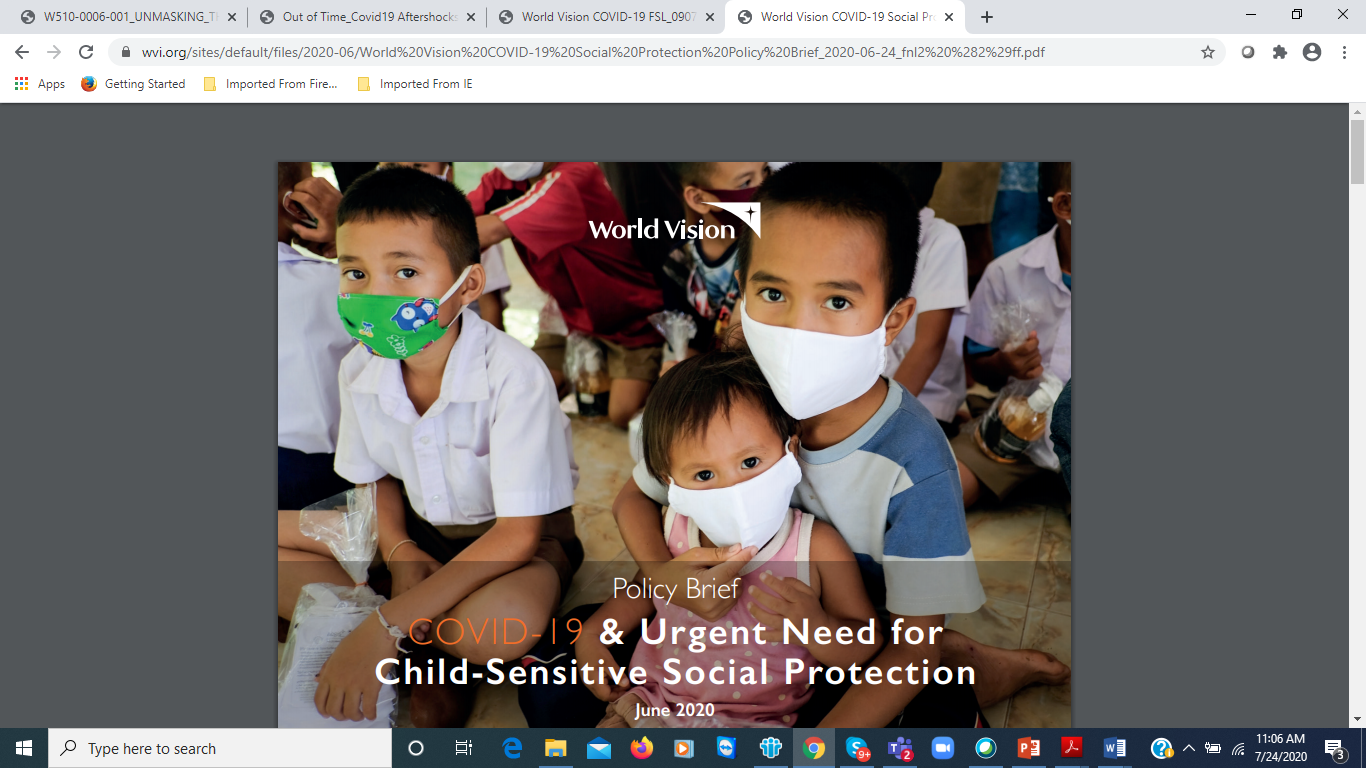 W510-0006-001_UNMASKING_TH
Out of Time_Covid19 Aftershocks
World Vision COVID-19 FSL_0907
World Vision COVID-19 Social Pr
wvi.org/sites/default/files/2020-06/World%20Vision%20COVID-19%20Social%20Protection%20Policy%20Brief_2020-06-24_fnl2%20%282%29ff.pdf
Apps
Getting Started
Imported From Fire...
Imported From IE
World Vision
Policy Brief
COVID-19 & Urgent Need for
Child-Sensitive Social Protection
June 2020
Type here to search
9+
2
11:06 AM
7/24/2020
3